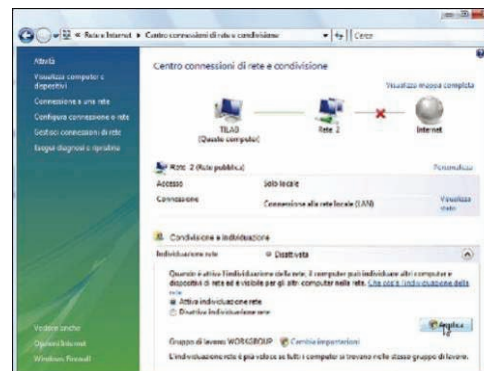 « Rete e Internet ▸ Centro connessioni di rete e condivisione
Cerca
Attività
Visualizza computer e
dispositivi
Connessione a una rete
Configura connessione o rete
Gestisci connessioni di rete
Esegui diagnosi e ripristino
Centro connessioni di rete e condivisione
Visualizza mappa completa
TILAD
(Questo computer)
Rete 2
Internet
Rete 2 (Rete pubblica)
Personalizza
Accesso
Solo locale
Connessione
Connessione alla rete locale (LAN)
Visualizza
stato
Condivisione e individuazione
Individuazione rete
Disattivata
Quando è attiva l'individuazione della rete, il computer può individuare altri computer e
dispositivi di rete ed è visibile per gli altri computer nella rete. Che cos'è l'individuazione della
rete
Attiva individuazione rete
Disattiva individuazione rete
Applica
Gruppo di lavoro WORKGROUP
Cambia impostazioni
L'individuazione rete è più veloce se tutti i computer si trovano nello stesso gruppo di lavoro.
Vedere anche
Opzioni Internet
Windows Firewall